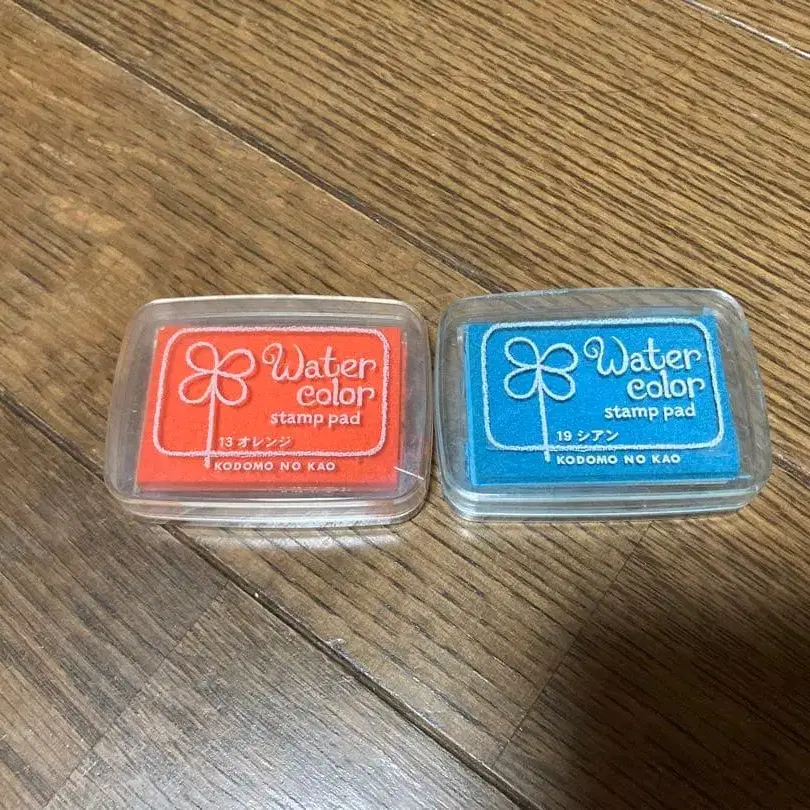 Water
color
stamp pad
13 オレンジ
KODOMO NO KAO
Water
color
stamp pad
19 シアン
KODOMO NO KAO